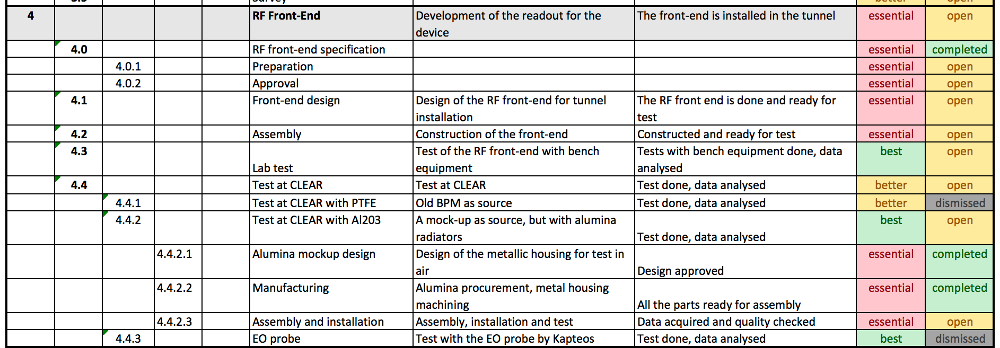 4 RF Front-End Development of the readout for the The front-end is installed in the tunnel essential open
device
4.0 RF front-end specification essential completed
4.0.1 Preparation essential open
4.0.2 Approval essential open
4.1 Front-end design Design of the RF front-end for tunnel The RF front end is done and ready for essential open
installation test
4.2 Assembly Construction of the front-end Constructed and ready for test essential open
4.3 Test of the RF front-end with bench Tests with bench equipment done, data best open
Lab test equipment analysed
4.4 Test at CLEAR Test at CLEAR Test done, data analysed better open
4.4.1 Test at CLEAR with PTFE Old BPM as source Test done, data analysed better dismissed
4.4.2 Test at CLEAR with Al203 A mock-up as source, but with alumina best open
radiators Test done, data analysed
4.4.2.1 Alumina mockup design Design of the metallic housing for test in essential completed
air Design approved
4.4.2.2 Manufacturing Alumina procurement, metal housing essential completed
machining All the parts ready for assembly
4.4.2.3 Assembly and installation Assembly, installation and test Data acquired and quality checked essential open
4.4.3 EO probe Test with the EO probe by Kapteos Test done, data analysed best dismissed